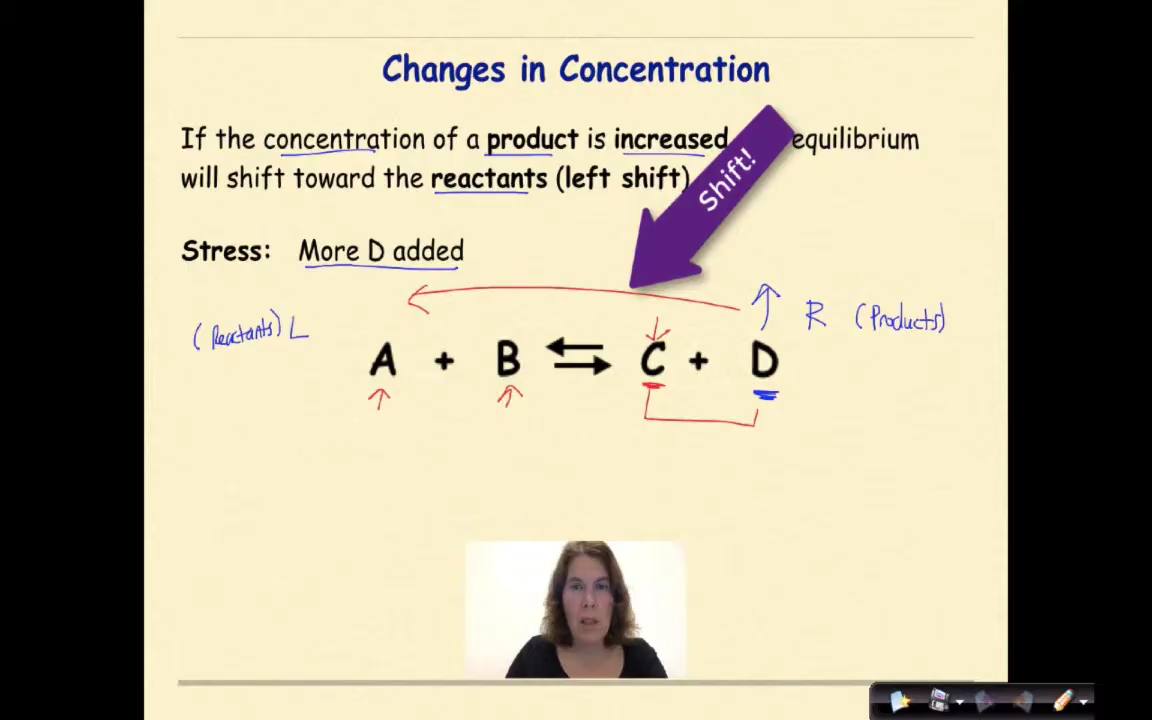 Changes in Concentration
If the concentration of a product is increased equilibrium
will shift toward the reactants (left shift)
Shift!
Stress: More D added
(Reactants) L
R (Products)
A + B ⇄ C + D